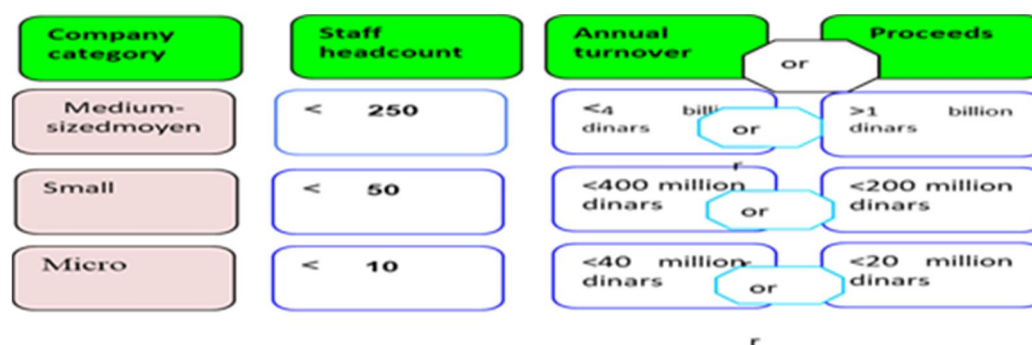 Company category
Staff headcount
Annual turnover
or
Proceeds
Medium-
sizedmoyen
< 250
<4 billi
dinars
or
>1 billion
dinars
r
Small
< 50
<400 million
dinars
or
<200 million
dinars
Micro
< 10
<40 million
dinars
or
<20 million
dinars
r